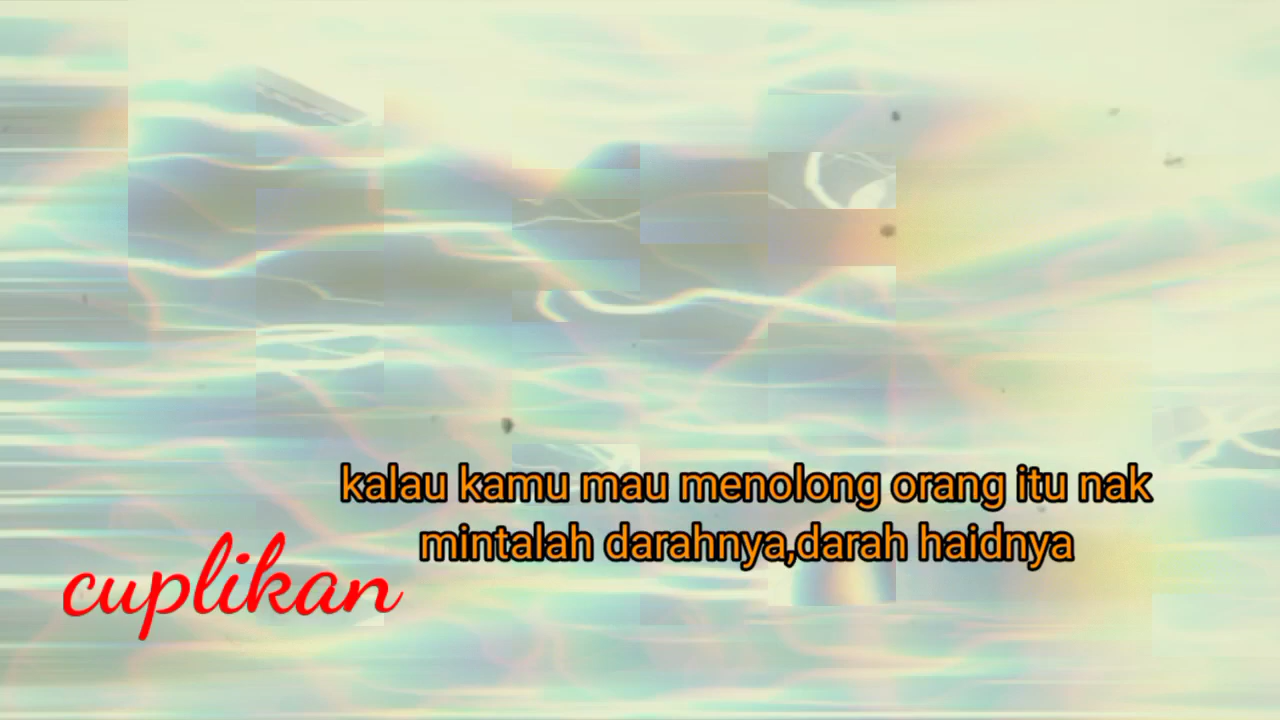 kalau kamu mau menolong orang itu nak
mintalah darahnya,darah haidnya
cuplikan